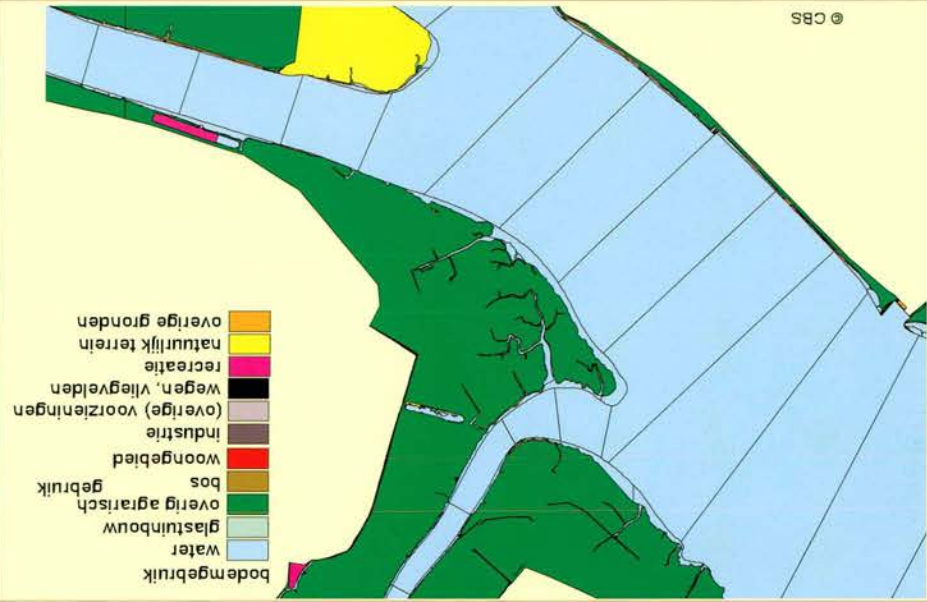 bodemgebruik
water
glastuinbouw
overig agrarisch
gebruik
bos
woongebied
industrie
(overige) voorzieningen
wegen, vliegvelden
recreatie
natuurlijk terrein
overige gronden
© CBS